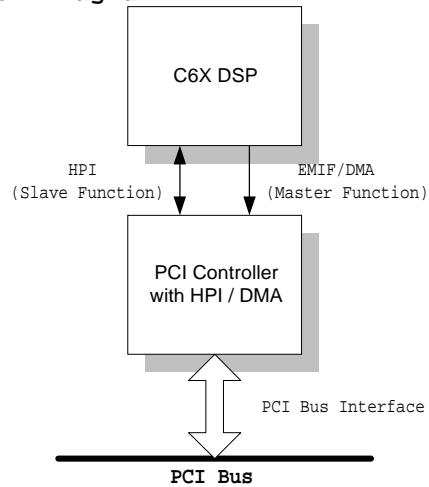 C6X DSP
HPI
(Slave Function)
EMIF/DMA
(Master Function)
PCI Controller
with HPI / DMA
PCI Bus Interface
PCI Bus